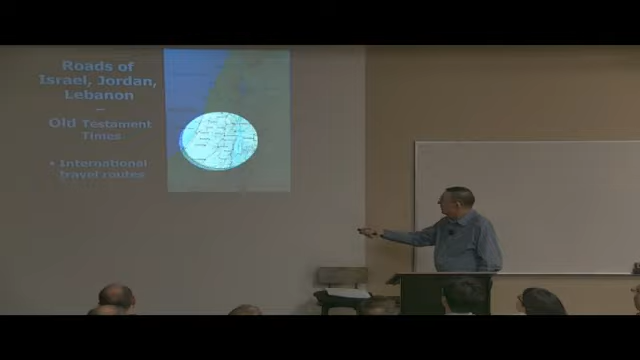 Roads of
Israel, Jordan,
Lebanon
–
Old Testament
Times
• International
travel routes